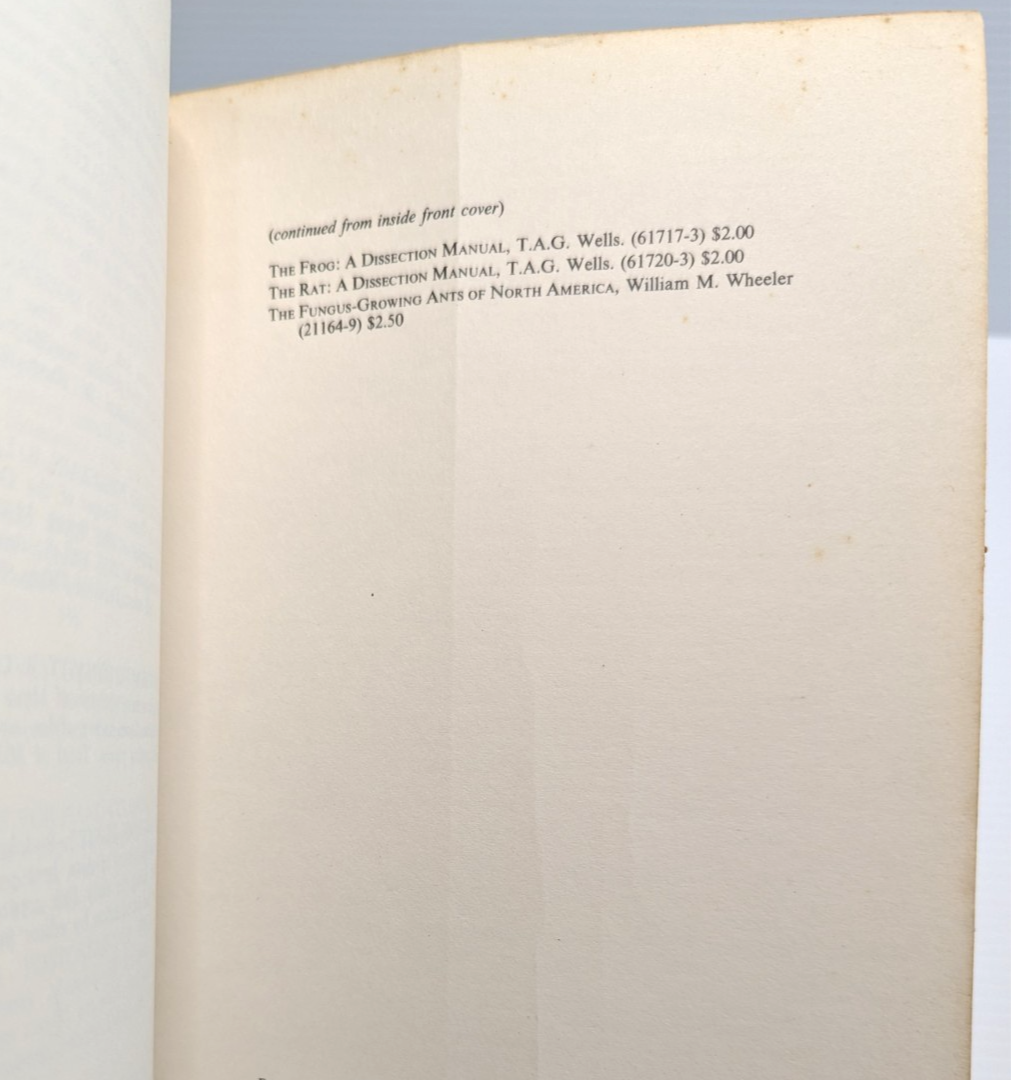 (continued from inside front cover)
THE FROG: A DISSECTION MANUAL, T.A.G. Wells. (61717-3) $2.00
THE RAT: A DISSECTION MANUAL, T.A.G. Wells. (61720-3) $2.00
THE FUNGUS-GROWING ANTS OF NORTH AMERICA, William M. Wheeler
(21164-9) $2.50